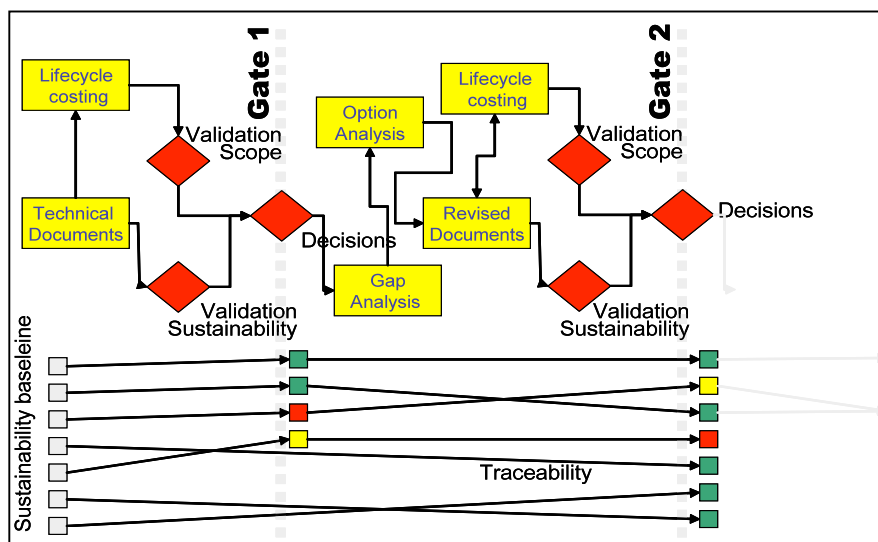 Gate 1
Gate 2
Lifecycle
costing
Lifecycle
costing
Option
Analysis
Validation
Scope
Validation
Scope
Technical
Documents
Revised
Documents
Decisions
Decisions
Gap
Analysis
Validation
Sustainability
Validation
Sustainability
Sustainability baseleine
Traceability